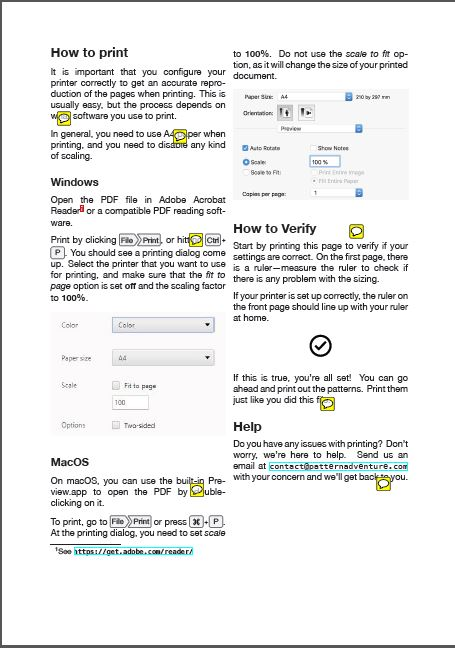 How to print
It is important that you configure your
printer correctly to get an accurate repro-
duction of the pages when printing. This is
usually easy, but the process depends on
software you use to print.
In general, you need to use A4 per when
printing, and you need to disable any kind
of scaling.
Windows
Open the PDF file in Adobe Acrobat
Reader¹ or a compatible PDF reading soft-
ware.
Print by clicking File Print, or hitt Ctrl +
P. You should see a printing dialog come
up. Select the printer that you want to use
for printing, and make sure that the fit to
page option is set off and the scaling factor
to 100%.
Color Color
Paper size A4
Scale Fit to page
100
Options Two-sided
MacOS
On macOS, you can use the built-in Pre-
view.app to open the PDF by uble-
clicking on it.
To print, go to File Print or press ⌘ + P.
At the printing dialog, you need to set scale
¹See https://get.adobe.com/reader/
to 100%. Do not use the scale to fit op-
tion, as it will change the size of your printed
document.
Paper Size: A4 210 by 297 mm
Orientation:
Preview
Auto Rotate Show Notes
Scale: 100 %
Scale to Fit: Print Entire Image
Fill Entire Paper
Copies per page: 1
How to Verify
Start by printing this page to verify if your
settings are correct. On the first page, there
is a ruler—measure the ruler to check if
there is any problem with the sizing.
If your printer is set up correctly, the ruler on
the front page should line up with your ruler
at home.
If this is true, you're all set! You can go
ahead and print out the patterns. Print them
just like you did this
Help
Do you have any issues with printing? Don't
worry, we're here to help. Send us an
email at contact@patternadventure.com
with your concern and we'll get back to you.